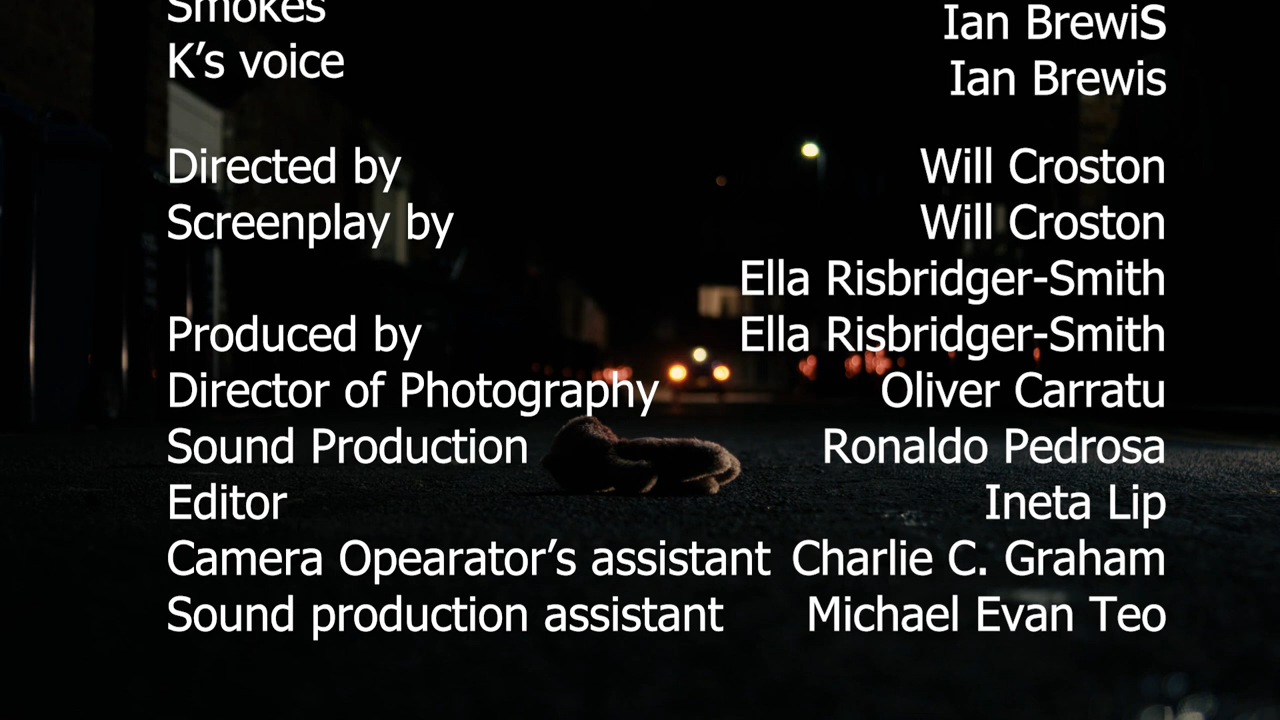 Smokes Ian BrewiS
K’s voice Ian Brewis
Directed by Will Croston
Screenplay by Will Croston
Ella Risbridger-Smith
Produced by Ella Risbridger-Smith
Director of Photography Oliver Carratu
Sound Production Ronaldo Pedrosa
Editor Ineta Lip
Camera Opearator’s assistant Charlie C. Graham
Sound production assistant Michael Evan Teo